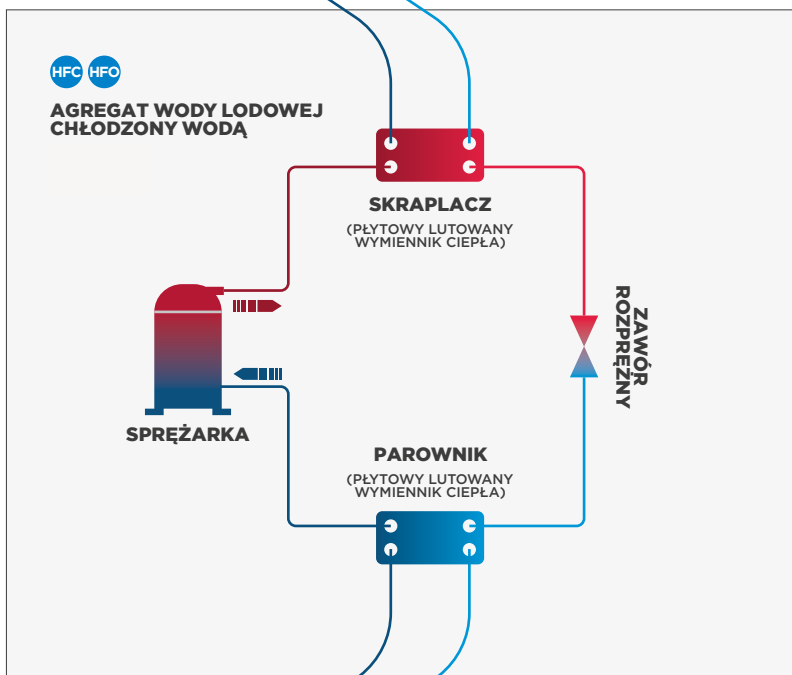 HFC HFO
AGREGAT WODY LODOWEJ
CHŁODZONY WODĄ
SKRAPLACZ
(PŁYTOWY LUTOWANY
WYMIENNIK CIEPŁA)
ZAWÓR
ROZPRĘŻNY
SPRĘŻARKA
PAROWNIK
(PŁYTOWY LUTOWANY
WYMIENNIK CIEPŁA)